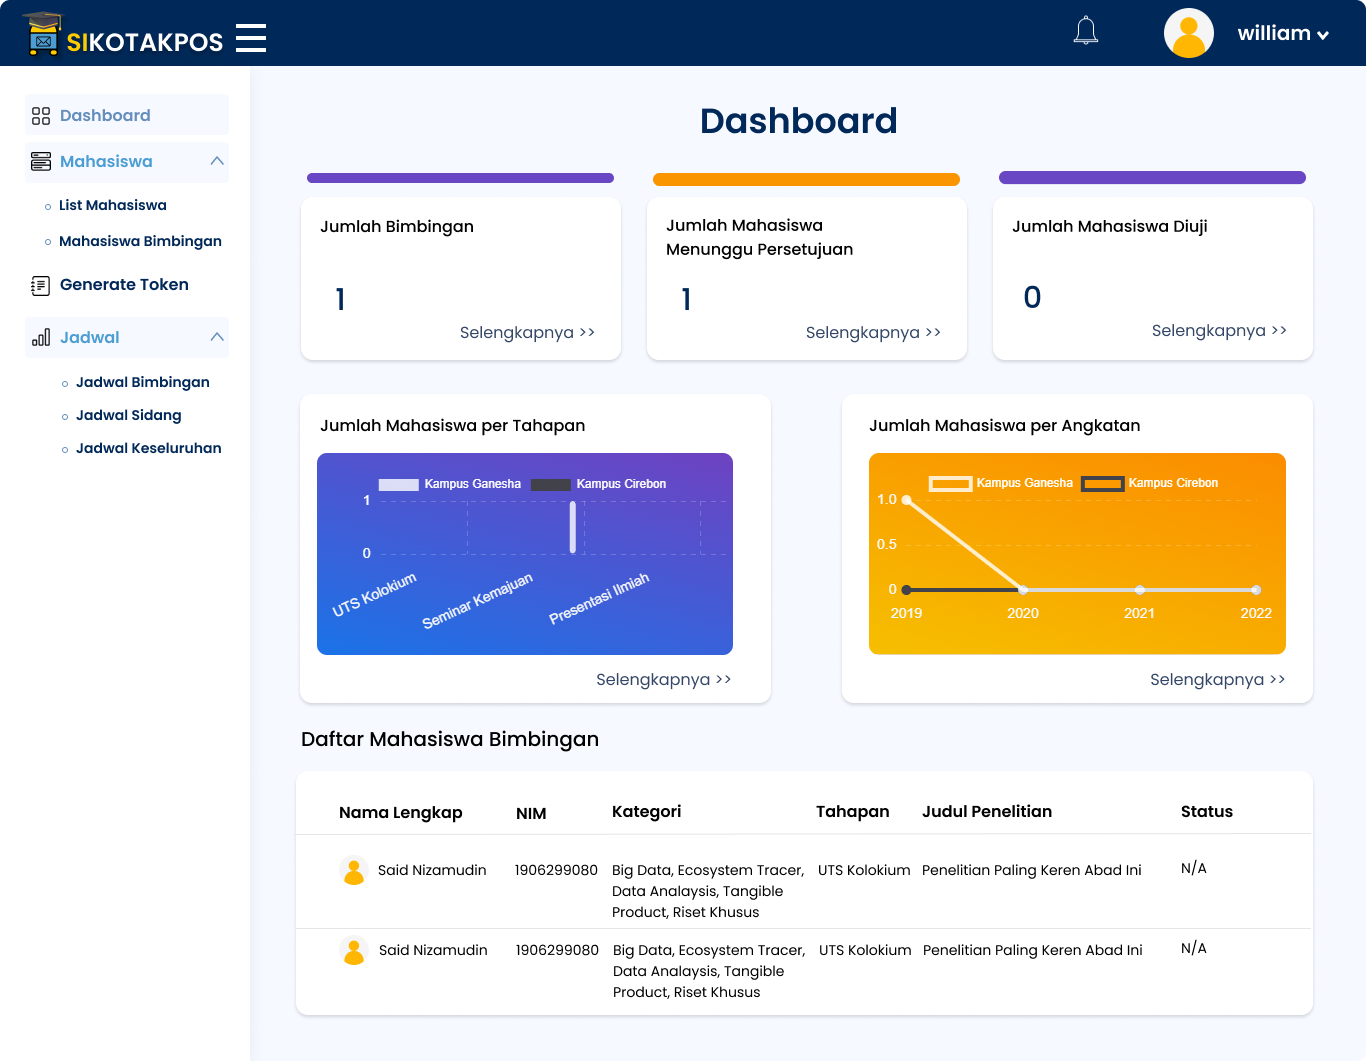 SIKOTAKPOS
william
Dashboard
Mahasiswa
List Mahasiswa
Mahasiswa Bimbingan
Generate Token
Jadwal
Jadwal Bimbingan
Jadwal Sidang
Jadwal Keseluruhan
Dashboard
Jumlah Bimbingan
1
Selengkapnya >>
Jumlah Mahasiswa
Menunggu Persetujuan
1
Selengkapnya >>
Jumlah Mahasiswa Diuji
0
Selengkapnya >>
Jumlah Mahasiswa per Tahapan
Kampus Ganesha Kampus Cirebon
1
0
UTS Kolokium Seminar Kemajuan Presentasi Ilmiah
Selengkapnya >>
Jumlah Mahasiswa per Angkatan
Kampus Ganesha Kampus Cirebon
1.0
0.5
0
2019 2020 2021 2022
Selengkapnya >>
Daftar Mahasiswa Bimbingan
Nama Lengkap NIM Kategori Tahapan Judul Penelitian Status
Said Nizamudin 1906299080 Big Data, Ecosystem Tracer, UTS Kolokium Penelitian Paling Keren Abad Ini N/A
Data Analaysis, Tangible
Product, Riset Khusus
Said Nizamudin 1906299080 Big Data, Ecosystem Tracer, UTS Kolokium Penelitian Paling Keren Abad Ini N/A
Data Analaysis, Tangible
Product, Riset Khusus